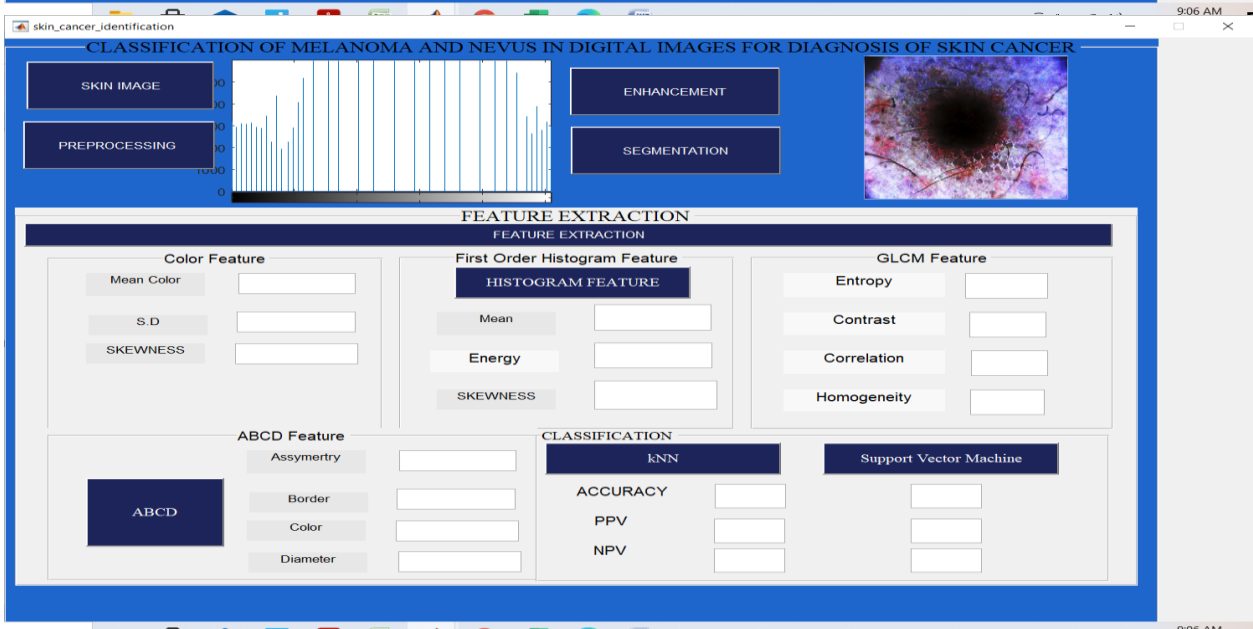 9:06 AM
skin_cancer_identification
CLASSIFICATION OF MELANOMA AND NEVUS IN DIGITAL IMAGES FOR DIAGNOSIS OF SKIN CANCER
SKIN IMAGE
ENHANCEMENT
PREPROCESSING
SEGMENTATION
0
FEATURE EXTRACTION
FEATURE EXTRACTION
Color Feature
Mean Color
S.D
SKEWNESS
First Order Histogram Feature
HISTOGRAM FEATURE
Mean
Energy
SKEWNESS
GLCM Feature
Entropy
Contrast
Correlation
Homogeneity
ABCD Feature
ABCD
Assymertry
Border
Color
Diameter
CLASSIFICATION
kNN
Support Vector Machine
ACCURACY
PPV
NPV